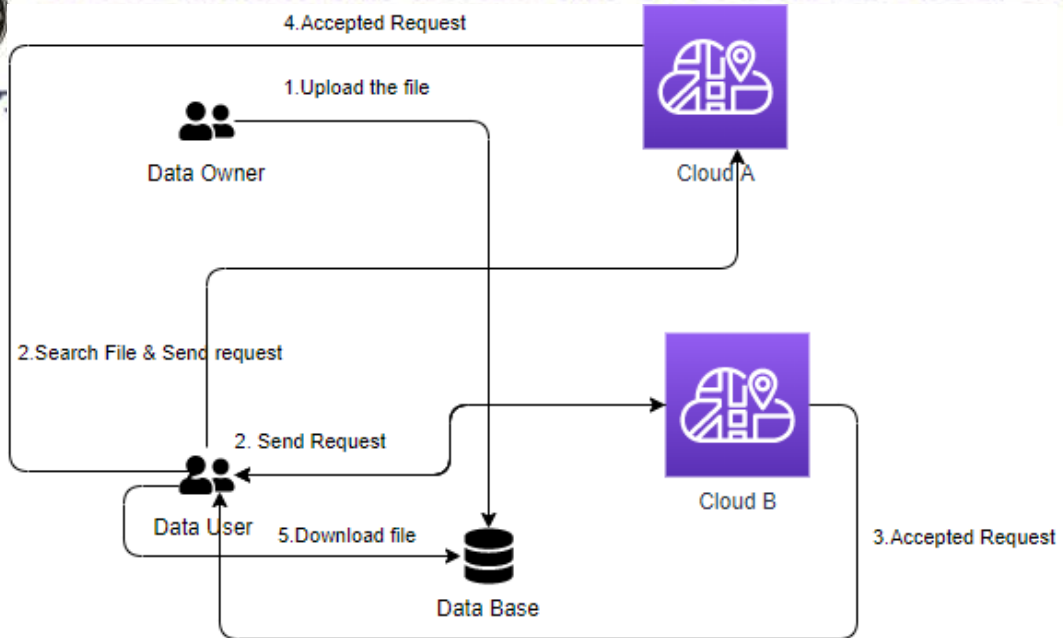 4.Accepted Request
1.Upload the file
Data Owner
Cloud A
2.Search File & Send request
2. Send Request
Cloud B
Data User
5.Download file
3.Accepted Request
Data Base